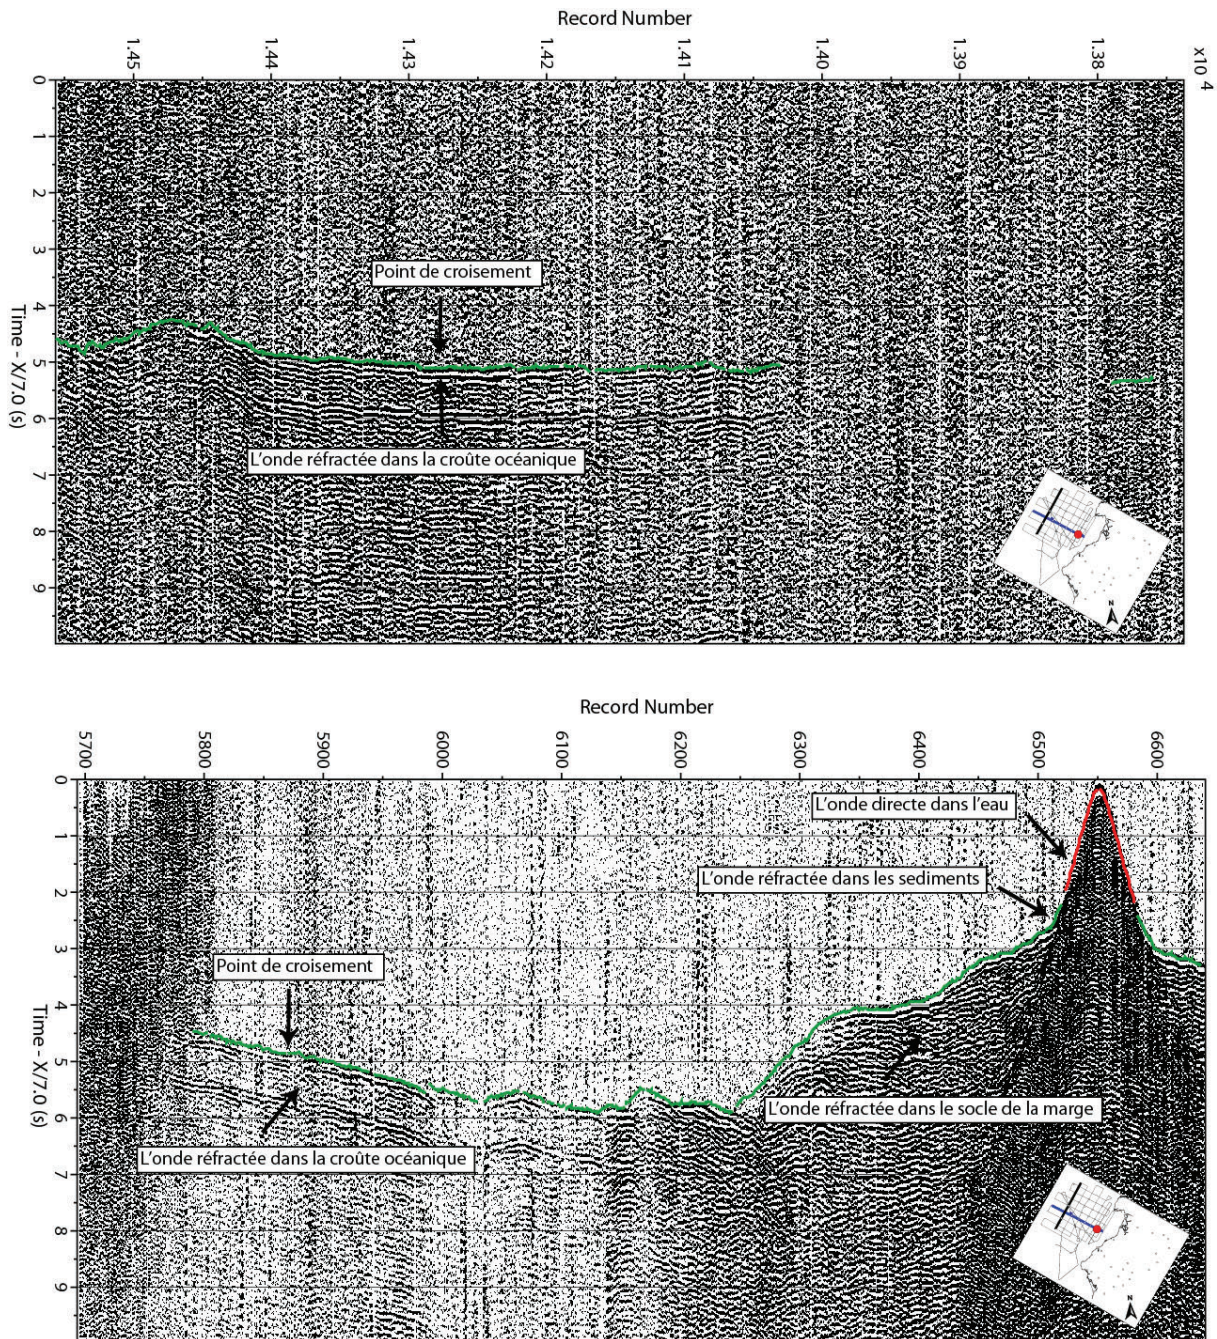 Record Number
1.45 1.44 1.43 1.42 1.41 1.40 1.39 1.38 x10 4
0
1
2
3
Point de croisement
4
5
6
L'onde réfractée dans la croûte océanique
7
8
9
Time - X/7.0 (s)
N
Record Number
5700 5800 5900 6000 6100 6200 6300 6400 6500 6600
0
L'onde directe dans l'eau
1
L'onde réfractée dans les sediments
2
3
Point de croisement
4
5
L'onde réfractée dans le socle de la marge
6
L'onde réfractée dans la croûte océanique
7
8
9
Time - X/7.0 (s)
N